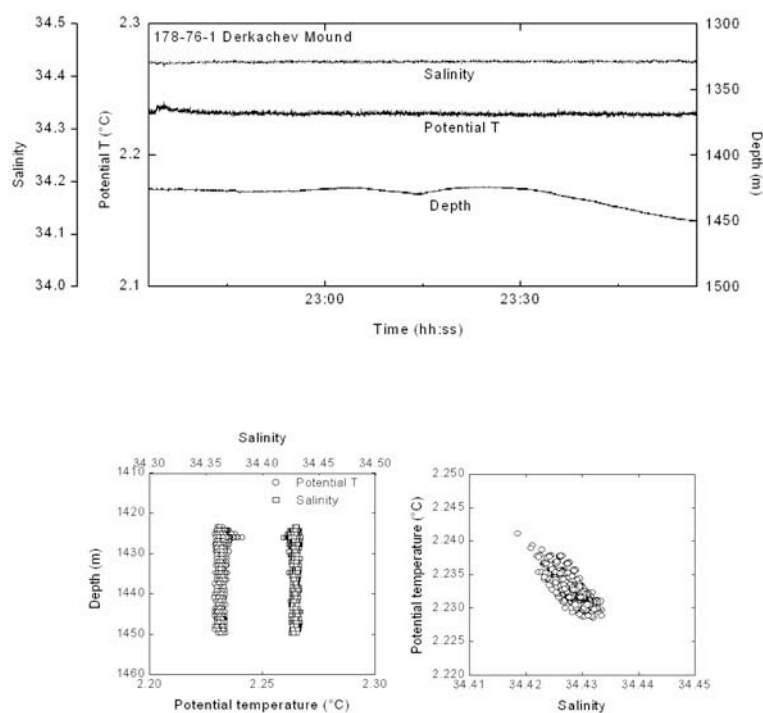 178-76-1 Derkachev Mound
Salinity
Potential T
Depth
34.5
34.4
34.3
34.2
34.1
34.0
Salinity
2.3
2.2
2.1
Potential T (°C)
1300
1350
1400
1450
1500
Depth (m)
23:00 23:30
Time (hh:ss)
Salinity
34.30 34.36 34.42 34.43 34.50
Potential T
Salinity
1410
1420
1430
1440
1450
1460
Depth (m)
2.20 2.25 2.30
Potential temperature (°C)
2.250
2.245
2.240
2.235
2.230
2.225
2.220
Potential temperature (°C)
34.41 34.42 34.43 34.44 34.45
Salinity